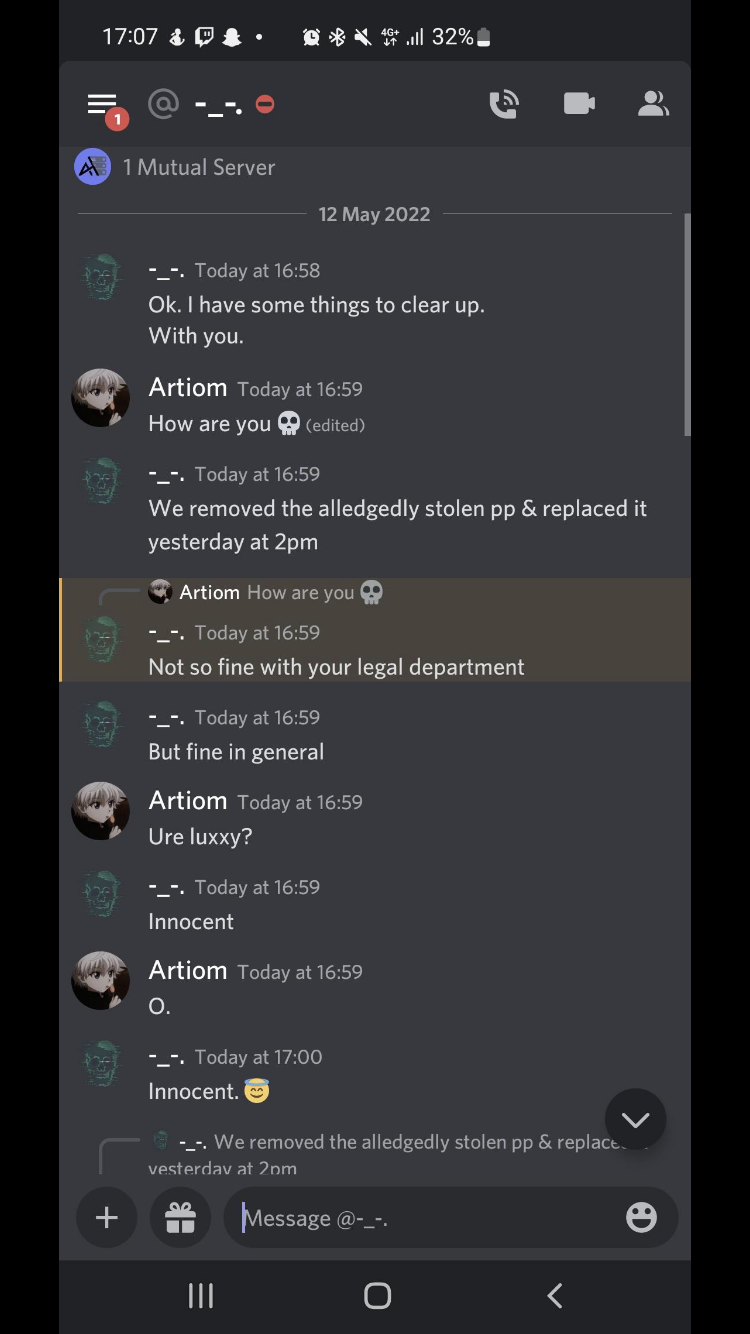 17:07 4G+ 32%
1 @ -_-.
1 Mutual Server
12 May 2022
-_-. Today at 16:58
Ok. I have some things to clear up.
With you.
Artiom Today at 16:59
How are you 💀 (edited)
-_-. Today at 16:59
We removed the alledgedly stolen pp & replaced it
yesterday at 2pm
Artiom How are you 💀
-_-. Today at 16:59
Not so fine with your legal department
-_-. Today at 16:59
But fine in general
Artiom Today at 16:59
Ure luxxy?
-_-. Today at 16:59
Innocent
Artiom Today at 16:59
O.
-_-. Today at 17:00
Innocent. 😇
-_-. We removed the alledgedly stolen pp &
yesterday at 2pm
Message @-_-.